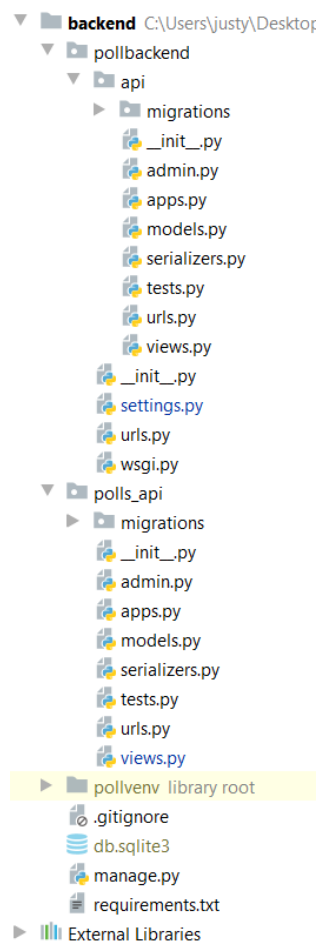 backend C:\Users\justy\Desktop
pollbackend
api
migrations
__init__.py
admin.py
apps.py
models.py
serializers.py
tests.py
urls.py
views.py
__init__.py
settings.py
urls.py
wsgi.py
polls_api
migrations
__init__.py
admin.py
apps.py
models.py
serializers.py
tests.py
urls.py
views.py
pollvenv library root
.gitignore
db.sqlite3
manage.py
requirements.txt
External Libraries